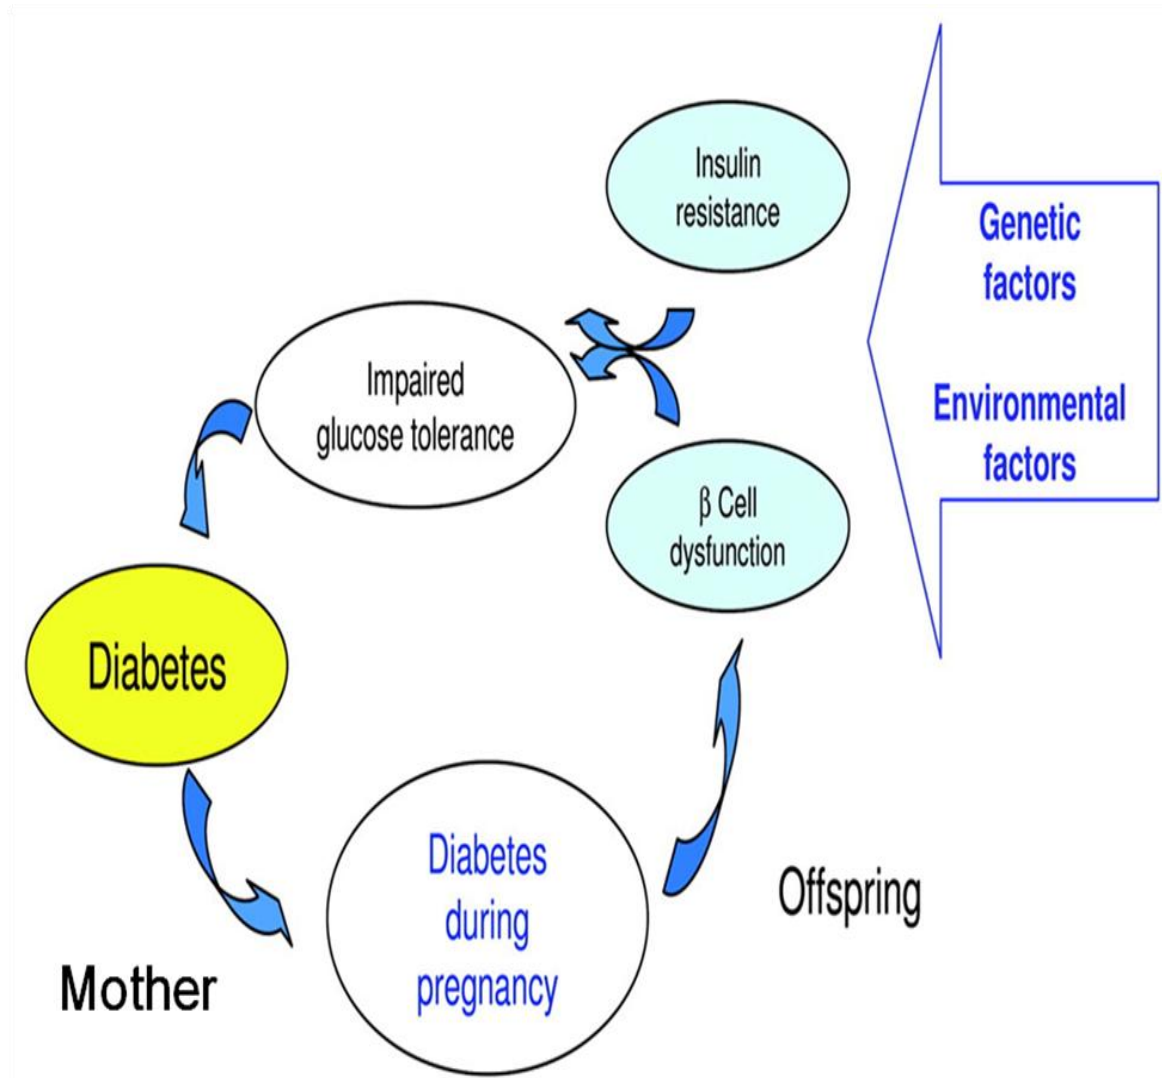 Insulin
resistance
Genetic
factors
Environmental
factors
Impaired
glucose tolerance
β Cell
dysfunction
Diabetes
Diabetes
during
pregnancy
Offspring
Mother